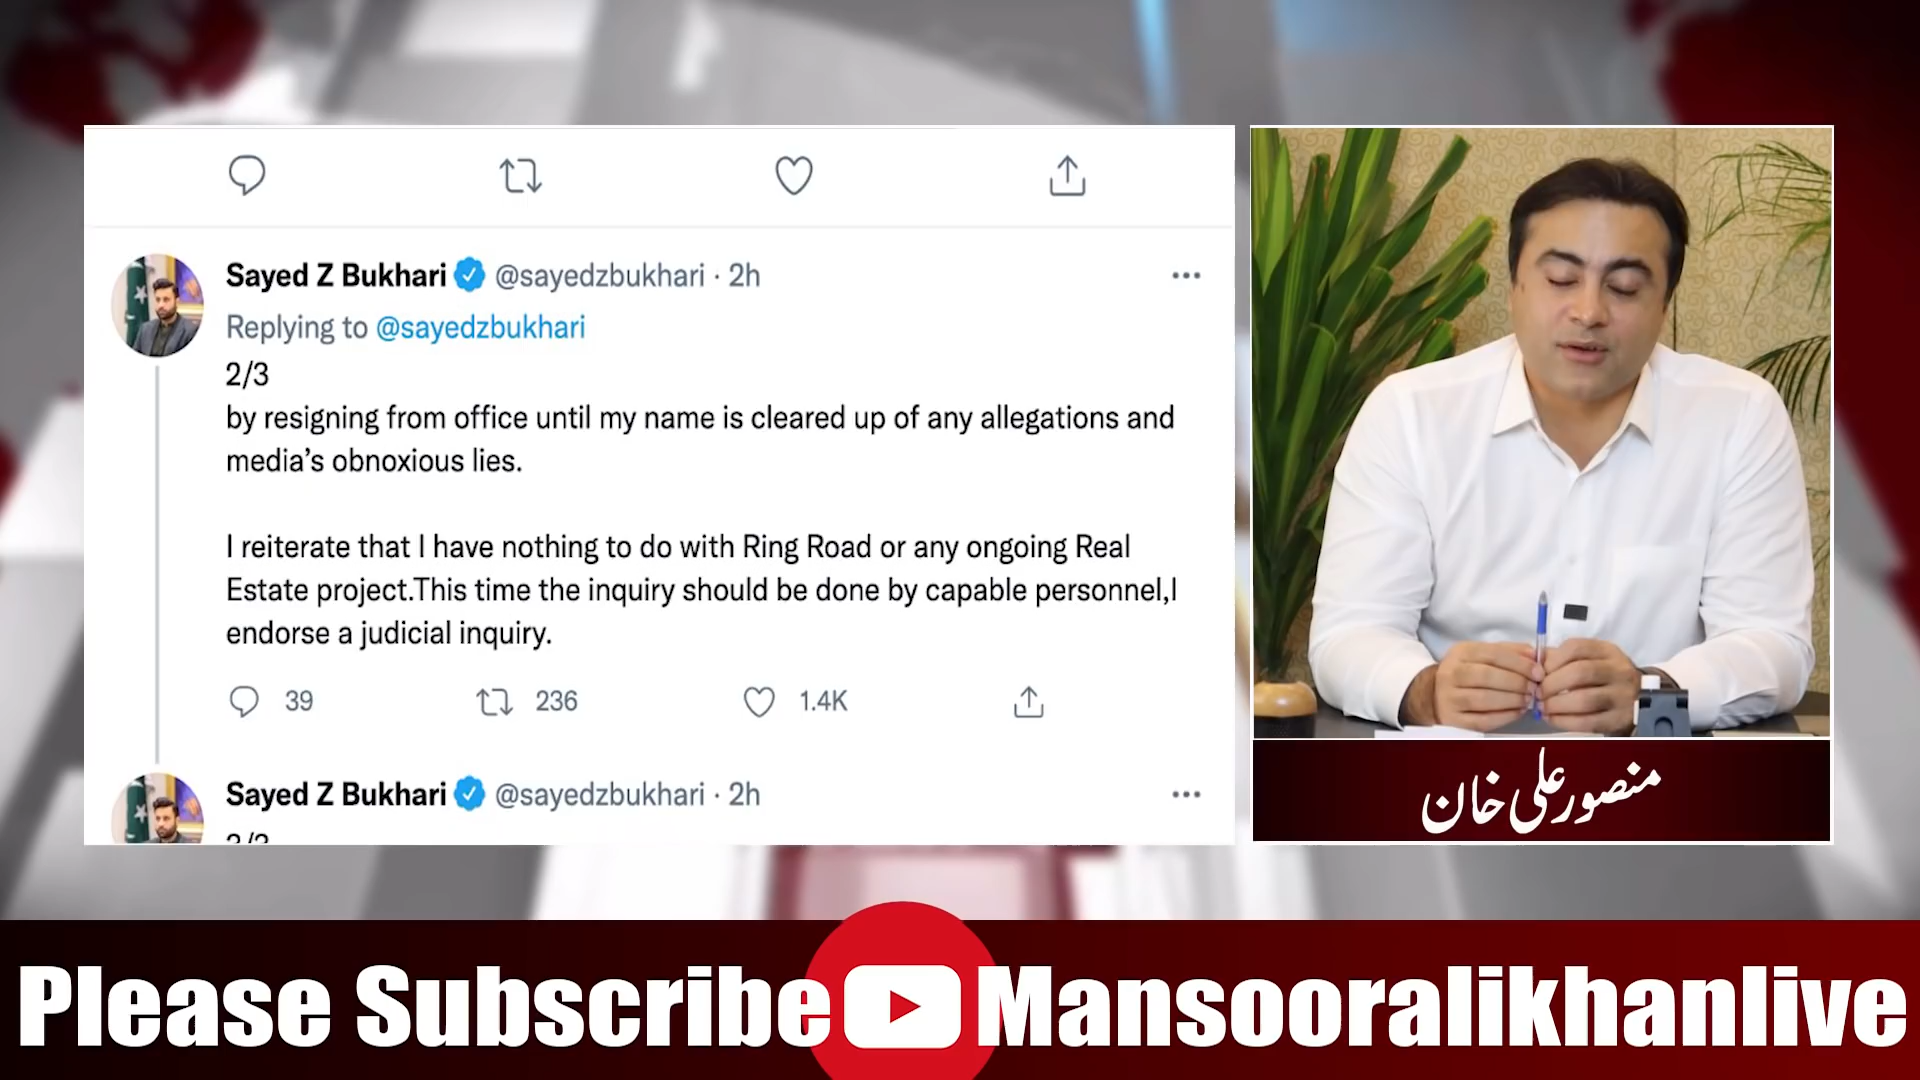 Sayed Z Bukhari @sayedzbukhari · 2h
Replying to @sayedzbukhari
2/3
by resigning from office until my name is cleared up of any allegations and
media’s obnoxious lies.
I reiterate that I have nothing to do with Ring Road or any ongoing Real
Estate project.This time the inquiry should be done by capable personnel,I
endorse a judicial inquiry.
39 236 1.4K
Sayed Z Bukhari @sayedzbukhari · 2h
منصور علی خان
Please Subscribe Mansooralikhanlive